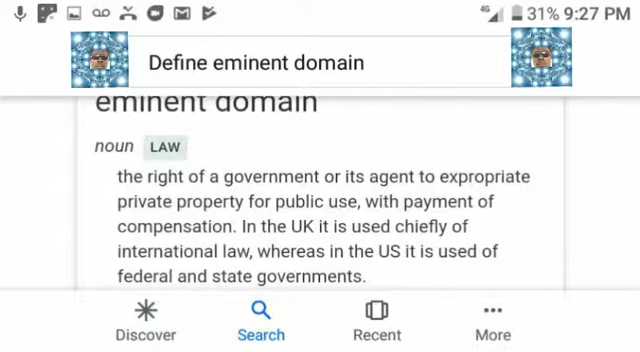 4G 31% 9:27 PM
Define eminent domain
eminent domain
noun LAW
the right of a government or its agent to expropriate
private property for public use, with payment of
compensation. In the UK it is used chiefly of
international law, whereas in the US it is used of
federal and state governments.
Discover Search Recent More